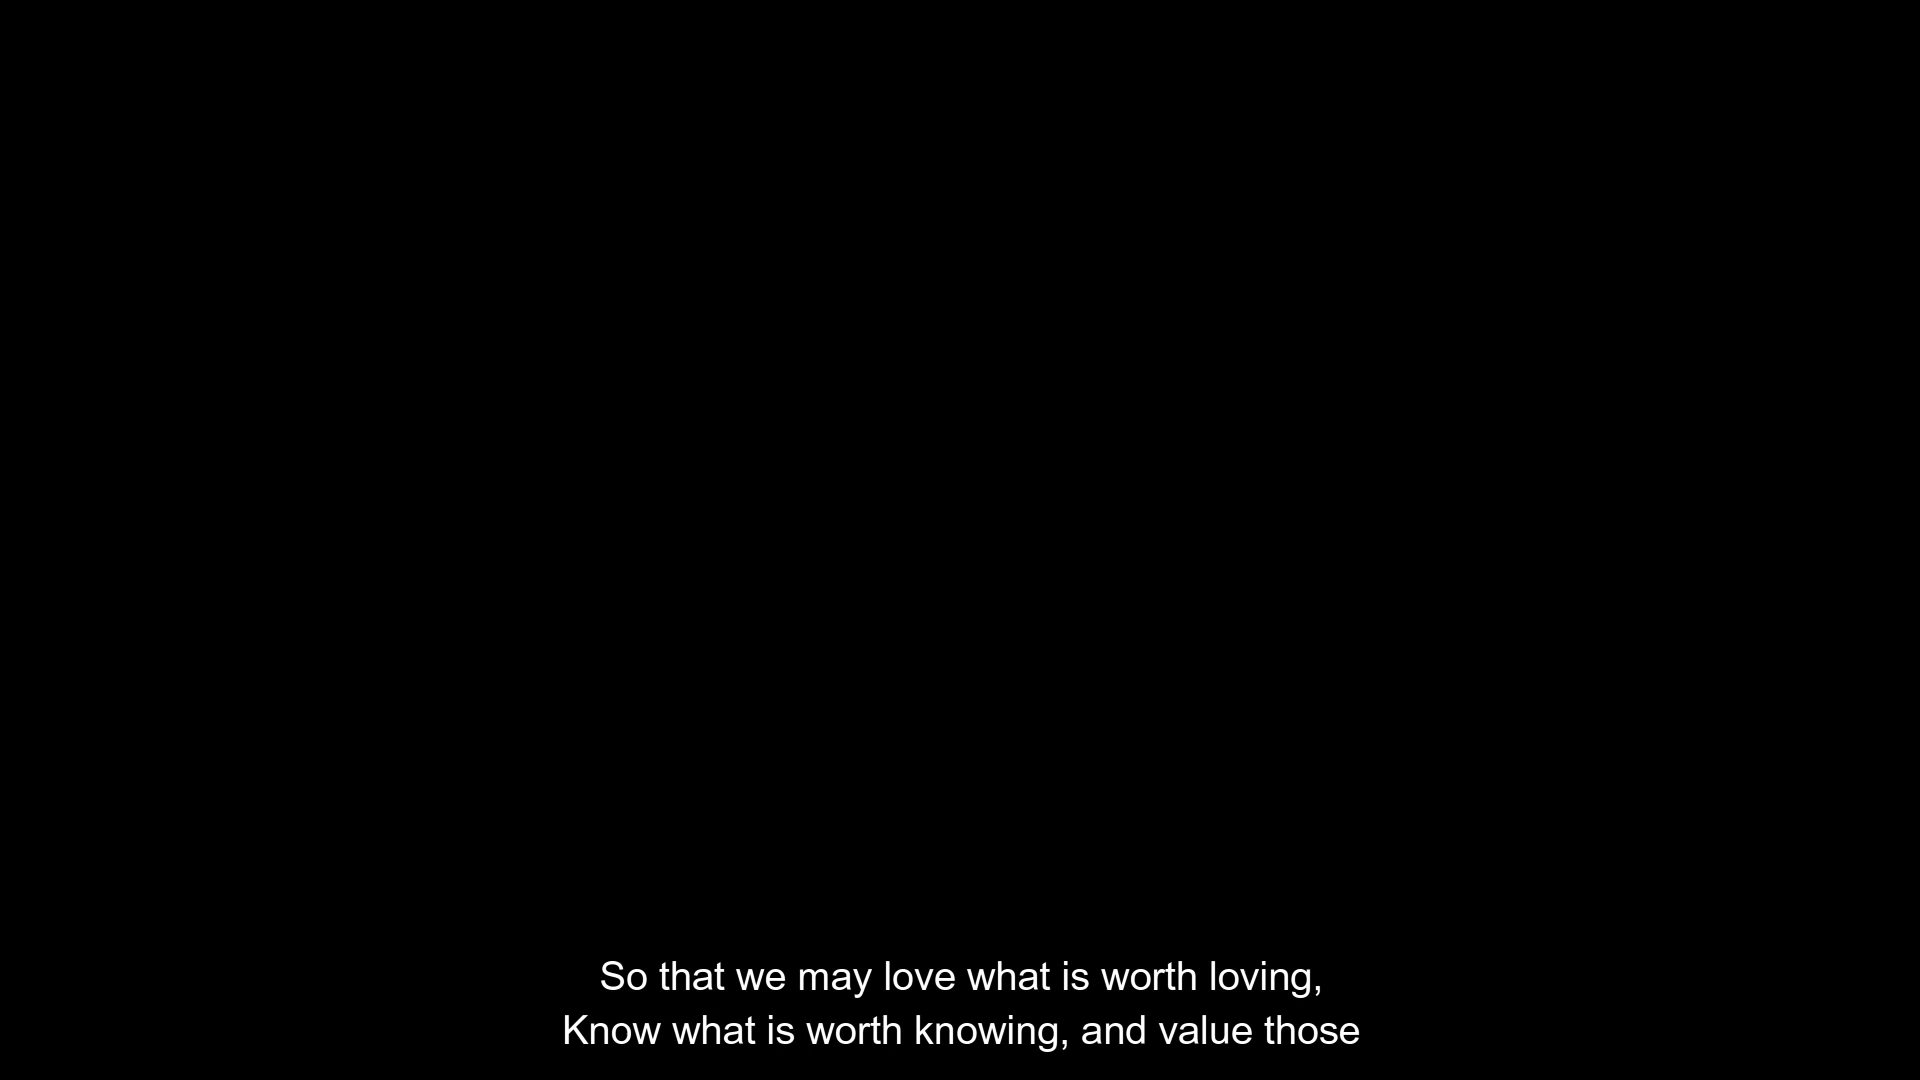 So that we may love what is worth loving,
Know what is worth knowing, and value those